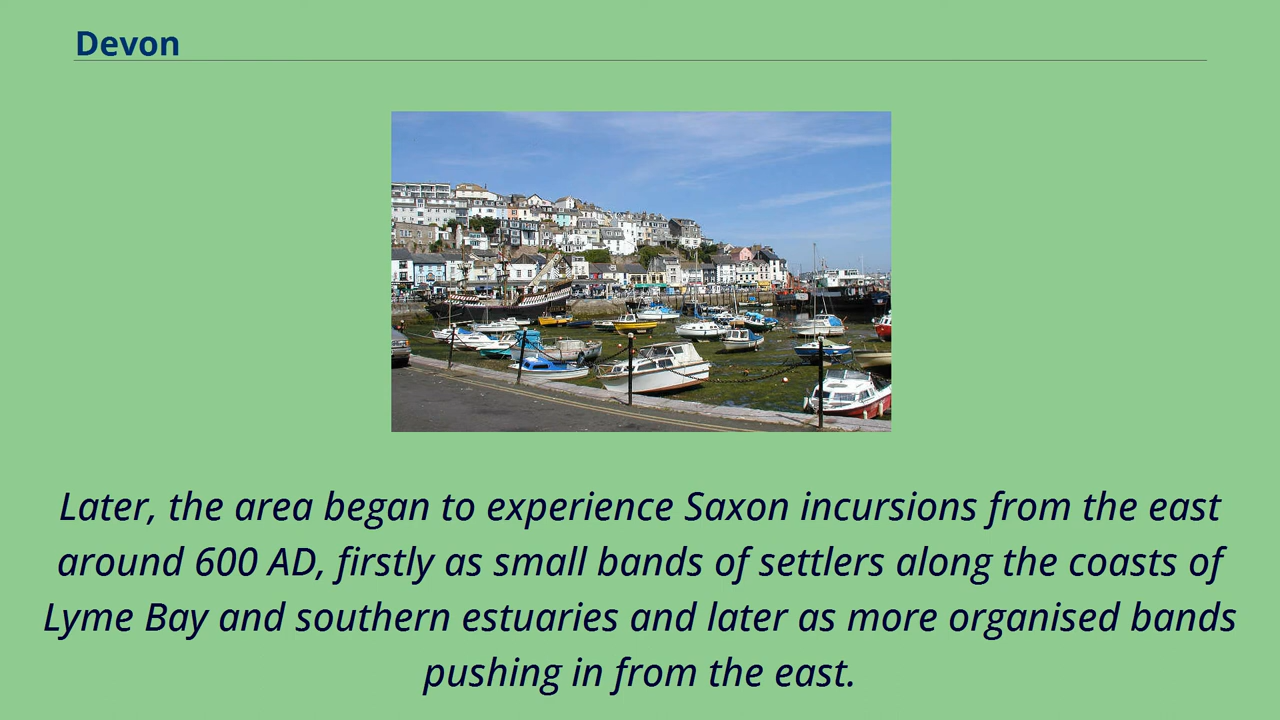 Devon
Later, the area began to experience Saxon incursions from the east
around 600 AD, firstly as small bands of settlers along the coasts of
Lyme Bay and southern estuaries and later as more organised bands
pushing in from the east.